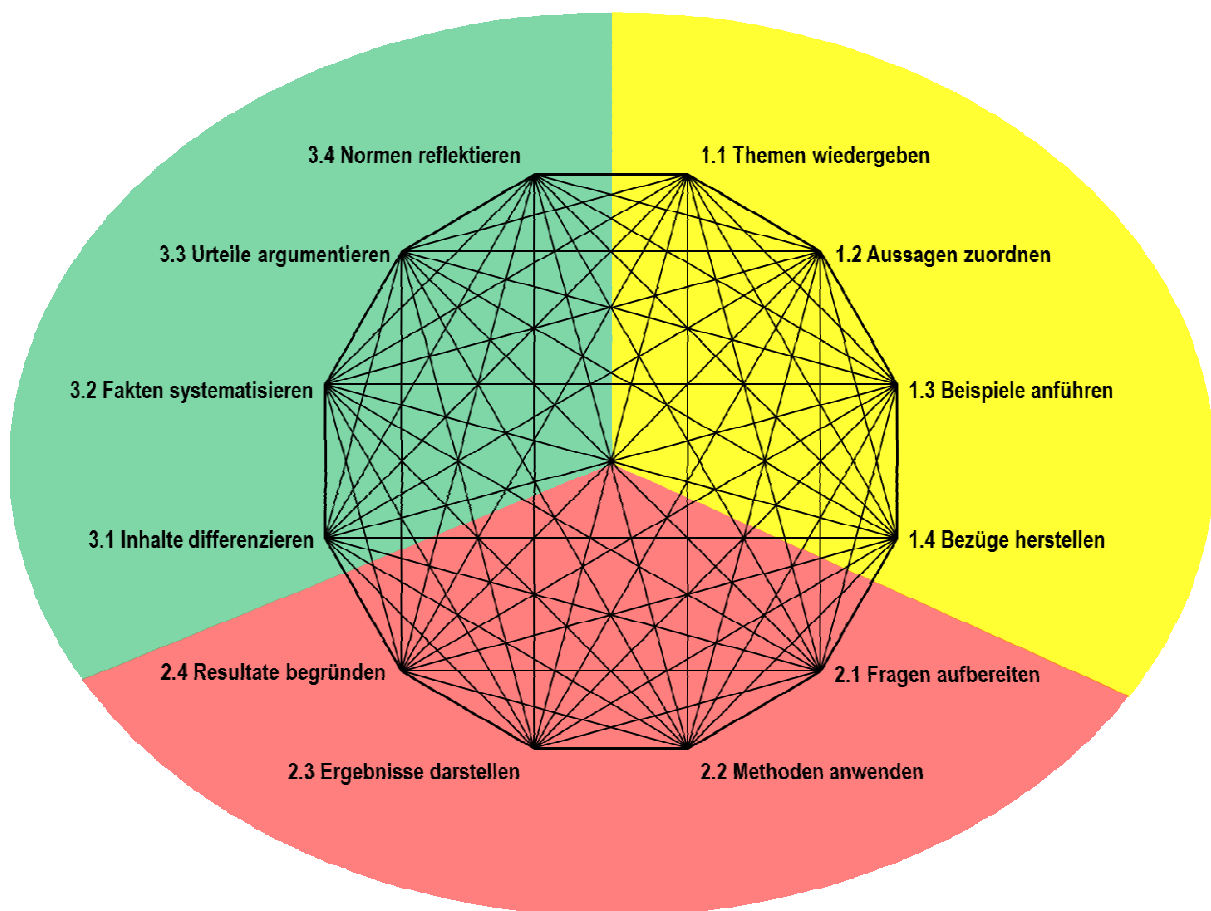 3.4 Normen reflektieren
1.1 Themen wiedergeben
3.3 Urteile argumentieren
1.2 Aussagen zuordnen
3.2 Fakten systematisieren
1.3 Beispiele anführen
3.1 Inhalte differenzieren
1.4 Bezüge herstellen
2.4 Resultate begründen
2.1 Fragen aufbereiten
2.3 Ergebnisse darstellen
2.2 Methoden anwenden